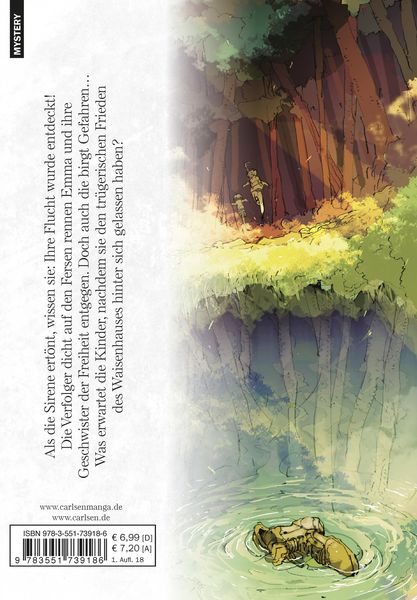 MYSTERY
Als die Sirene ertönt, wissen sie: Ihre Flucht wurde entdeckt!
Die Verfolger dicht auf den Fersen rennen Emma und ihre
Geschwister der Freiheit entgegen. Doch auch die birgt Gefahren…
Was erwartet die Kinder, nachdem sie den trügerischen Frieden
des Waisenhauses hinter sich gelassen haben?
www.carlsenmanga.de
www.carlsen.de
ISBN 978-3-551-73918-6
9 783551 739186
€ 6,99 [D]
€ 7,20 [A]
1. Aufl. 18